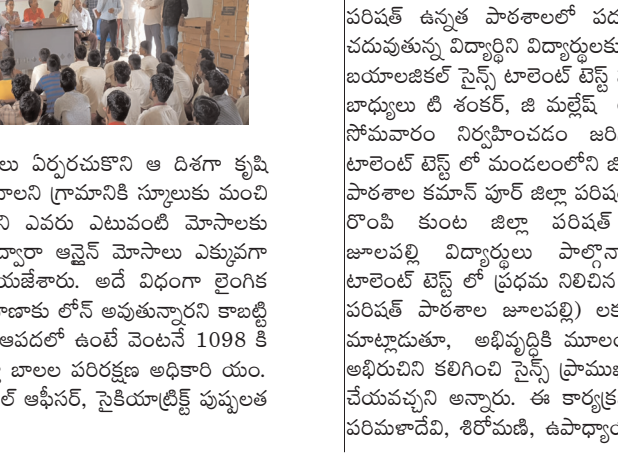 లు ఏర్పరచుకొని ఆ దిశగా కృషి
వాలని గ్రామానికి స్కూలుకు మంచి
ని ఎవరు ఎటువంటి మోసాలకు
ద్వారా ఆన్లైన్ మోసాలు ఎక్కువగా
యజేశారు. అదే విధంగా లైంగిక
లోన్ అవుతున్నారని కాబట్టి
ఆపదలో ఉంటే వెంటనే 1098 కి
బాలల పరిరక్షణ అధికారి యం.
ల్ ఆఫీసర్, సైకియాట్రిక్ట్ పుష్పలత
పరిషత్ ఉన్నత పాఠశాలలో పద
చదువుతున్న విద్యార్థిని విద్యార్థులకు
బయాలజికల్ సైన్స్ టాలెంట్ టెస్ట్
బాధ్యులు టి శంకర్, జి మల్లేష్
సోమవారం నిర్వహించడం జరి
టాలెంట్ టెస్ట్ లో మండలంలోని జి
పాఠశాల కమాన్ పూర్ జిల్లా పరిషత
రొంపి కుంట జిల్లా పరిషత్
జూలపల్లి విద్యార్థులు పాల్గొనా
టాలెంట్ టెస్ట్ లో ప్రధమ నిలిచిన
పరిషత్ పాఠశాల జూలపల్లి) లక
మాట్లాడుతూ, అభివృద్ధికి మూలం
అభిరుచిని కలిగించి సైన్స్ ప్రాము
చేయవచ్చని అన్నారు. ఈ కార్యక్ర
పరిమళాదేవి, శిరోమణి, ఉపాధ్యా